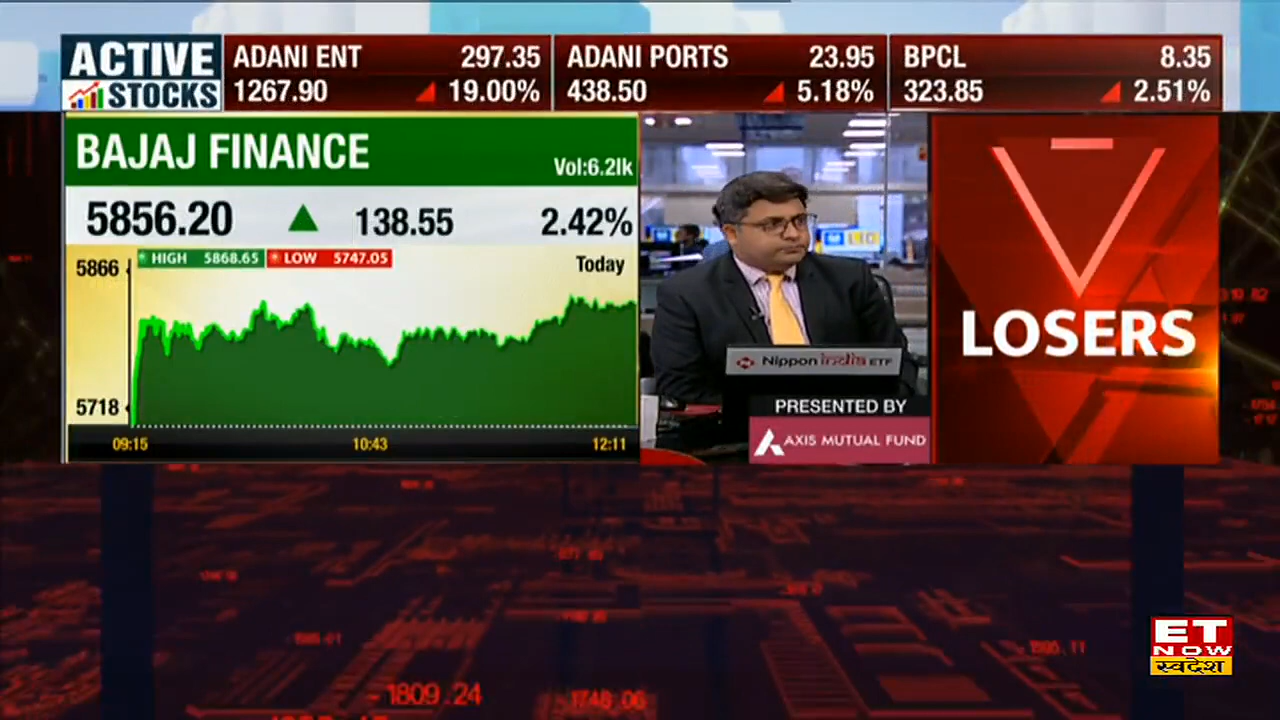 ACTIVE
STOCKS
ADANI ENT 297.35
1267.90 19.00%
ADANI PORTS 23.95
438.50 5.18%
BPCL 8.35
323.85 2.51%
BAJAJ FINANCE
Vol:6.2lk
5856.20 138.55 2.42%
HIGH 5868.65 LOW 5747.05
Today
5866
5718
09:15 10:43 12:11
Nippon india ETF
PRESENTED BY
AXIS MUTUAL FUND
LOSERS
1809.24
1748.06
ET
NOW
स्वदेश